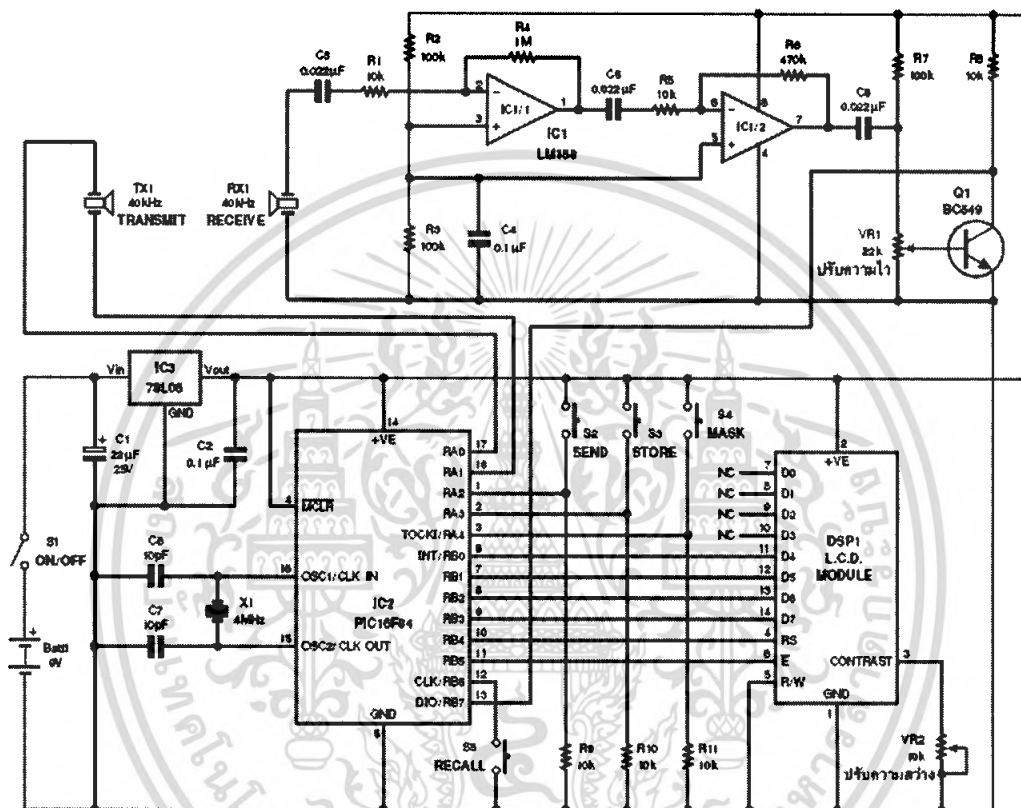 R2
100k
R4
1M
C5
0.022µF
R1
10k
2
3
1
IC1/1
IC1
LM358
C6
0.022µF
R5
10k
R6
470k
6
5
8
7
4
IC1/2
C9
0.022µF
R7
100k
R8
10k
TX1
40kHz
TRANSMIT
RX1
40kHz
RECEIVE
R3
100k
C4
0.1µF
Q1
BC549
VR1
22k
ปรับความไว
Vin
IC3
78L05
Vout
GND
C1
22µF
25V
C2
0.1µF
S1
ON/OFF
Batt1
9V
C8
10pF
C7
10pF
X1
4MHz
14
+VE
4
MCLR
16
OSC1/CLK IN
15
OSC2/CLK OUT
IC2
PIC16F84
GND
5
RA0 17
RA1 18
RA2 1
RA3 2
TOCKI/RA4 3
INT/RB0 6
RB1 7
RB2 8
RB3 9
RB4 10
RB5 11
CLK/RB6 12
DIO/RB7 13
S2
SEND
S3
STORE
S4
MASK
S5
RECALL
R9
10k
R10
10k
R11
10k
2
+VE
NC 7 D0
NC 8 D1
NC 9 D2
NC 10 D3
11 D4
12 D5
13 D6
14 D7
4 RS
6 E
5 R/W
DSP1
L.C.D.
MODULE
CONTRAST 3
GND
1
VR2
10k
ปรับความสว่าง